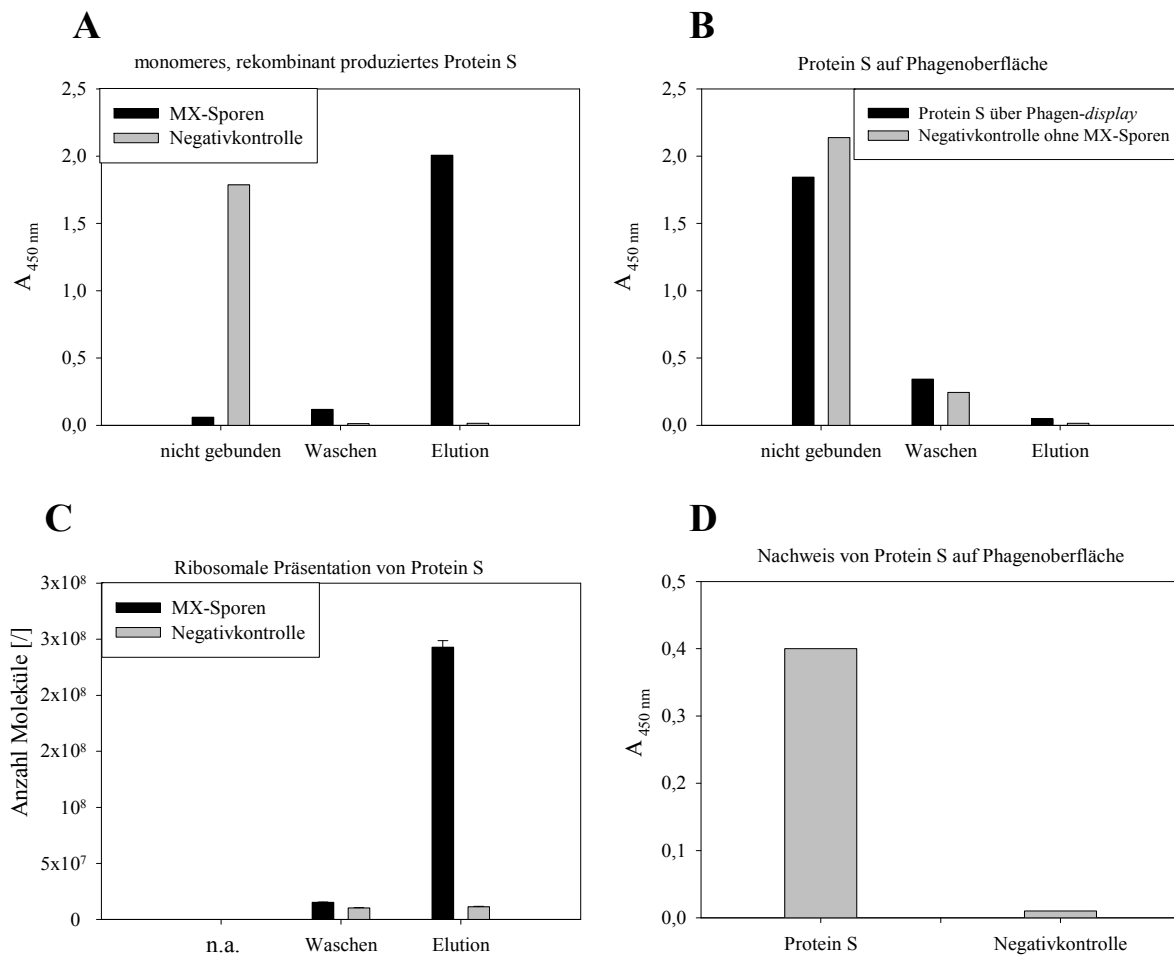 A
monomeres, rekombinant produziertes Protein S
2,5
2,0
1,5
1,0
0,5
0,0
A 450 nm
MX-Sporen
Negativkontrolle
nicht gebunden
Waschen
Elution
B
Protein S auf Phagenoberfläche
2,5
2,0
1,5
1,0
0,5
0,0
A 450 nm
Protein S über Phagen-display
Negativkontrolle ohne MX-Sporen
nicht gebunden
Waschen
Elution
C
Ribosomale Präsentation von Protein S
3x10⁸
3x10⁸
2x10⁸
2x10⁸
10⁸
5x10⁷
0
Anzahl Moleküle [/]
MX-Sporen
Negativkontrolle
n.a.
Waschen
Elution
D
Nachweis von Protein S auf Phagenoberfläche
0,5
0,4
0,3
0,2
0,1
0,0
A 450 nm
Protein S
Negativkontrolle